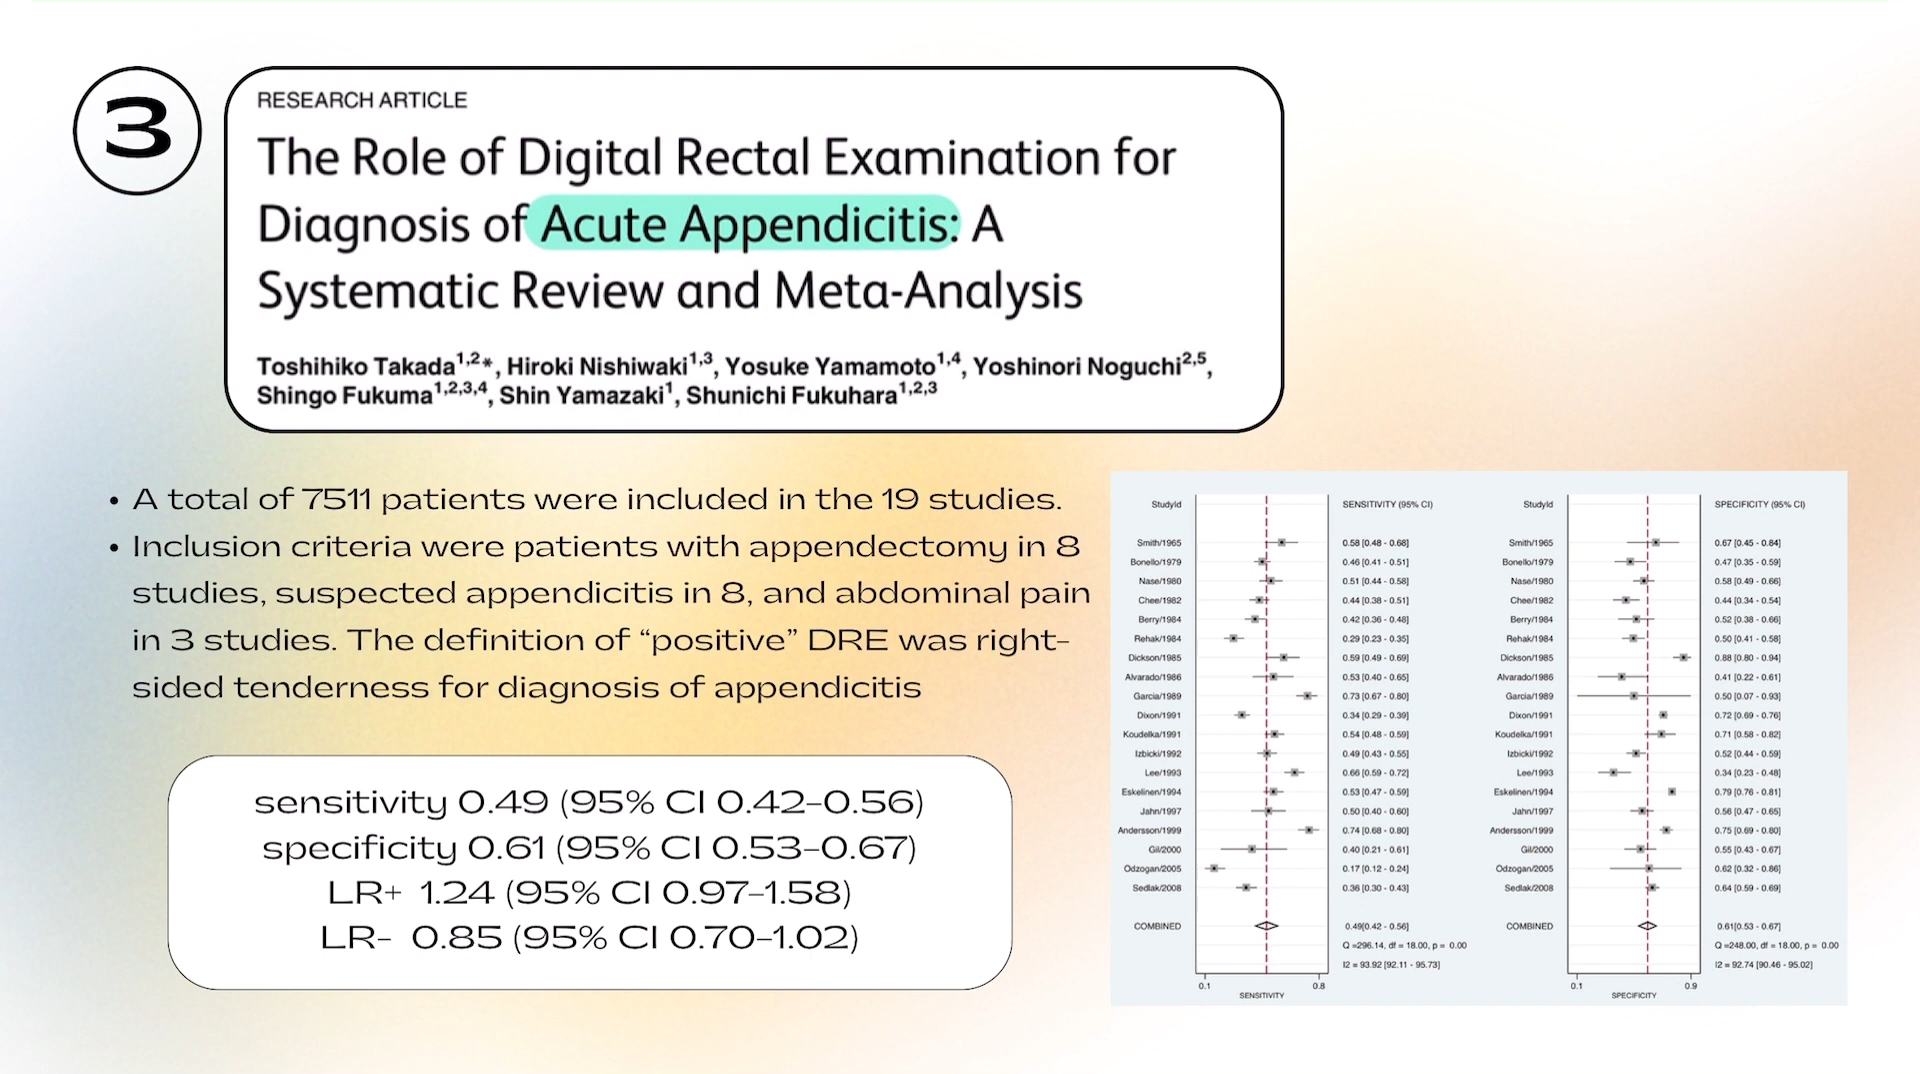 3
RESEARCH ARTICLE
The Role of Digital Rectal Examination for
Diagnosis of Acute Appendicitis: A
Systematic Review and Meta-Analysis
Toshihiko Takada1,2*, Hiroki Nishiwaki1,3, Yosuke Yamamoto1,4, Yoshinori Noguchi2,5,
Shingo Fukuma1,2,3,4, Shin Yamazaki1, Shunichi Fukuhara1,2,3
• A total of 7511 patients were included in the 19 studies.
• Inclusion criteria were patients with appendectomy in 8
studies, suspected appendicitis in 8, and abdominal pain
in 3 studies. The definition of “positive” DRE was right-
sided tenderness for diagnosis of appendicitis
sensitivity 0.49 (95% CI 0.42-0.56)
specificity 0.61 (95% CI 0.53-0.67)
LR+ 1.24 (95% CI 0.97-1.58)
LR- 0.85 (95% CI 0.70-1.02)
StudyId SENSITIVITY (95% CI)
Smith/1965 0.58 [0.48 - 0.68]
Bonello/1979 0.46 [0.41 - 0.51]
Nase/1980 0.51 [0.44 - 0.58]
Chee/1982 0.44 [0.38 - 0.51]
Berry/1984 0.42 [0.36 - 0.48]
Rehak/1984 0.29 [0.23 - 0.35]
Dickson/1985 0.59 [0.49 - 0.69]
Alvarado/1986 0.53 [0.40 - 0.65]
Garcia/1989 0.73 [0.67 - 0.80]
Dixon/1991 0.34 [0.29 - 0.39]
Koudelka/1991 0.54 [0.48 - 0.59]
Izbicki/1992 0.49 [0.43 - 0.55]
Lee/1993 0.66 [0.59 - 0.72]
Eskelinen/1994 0.53 [0.47 - 0.59]
Jahn/1997 0.50 [0.40 - 0.60]
Andersson/1999 0.74 [0.68 - 0.80]
Gil/2000 0.40 [0.21 - 0.61]
Odzogan/2005 0.17 [0.12 - 0.24]
Sedlak/2008 0.36 [0.30 - 0.43]
COMBINED 0.49[0.42 - 0.56]
Q =296.14, df = 18.00, p = 0.00
I2 = 93.92 [92.11 - 95.73]
0.1 0.8
SENSITIVITY
StudyId SPECIFICITY (95% CI)
Smith/1965 0.67 [0.45 - 0.84]
Bonello/1979 0.47 [0.35 - 0.59]
Nase/1980 0.58 [0.49 - 0.66]
Chee/1982 0.44 [0.34 - 0.54]
Berry/1984 0.52 [0.38 - 0.66]
Rehak/1984 0.50 [0.41 - 0.58]
Dickson/1985 0.88 [0.80 - 0.94]
Alvarado/1986 0.41 [0.22 - 0.61]
Garcia/1989 0.50 [0.07 - 0.93]
Dixon/1991 0.72 [0.69 - 0.76]
Koudelka/1991 0.71 [0.58 - 0.82]
Izbicki/1992 0.52 [0.44 - 0.59]
Lee/1993 0.34 [0.23 - 0.48]
Eskelinen/1994 0.79 [0.76 - 0.81]
Jahn/1997 0.56 [0.47 - 0.65]
Andersson/1999 0.75 [0.69 - 0.80]
Gil/2000 0.55 [0.43 - 0.67]
Odzogan/2005 0.62 [0.32 - 0.86]
Sedlak/2008 0.64 [0.59 - 0.69]
COMBINED 0.61[0.53 - 0.67]
Q =248.00, df = 18.00, p = 0.00
I2 = 92.74 [90.46 - 95.02]
0.1 0.9
SPECIFICITY